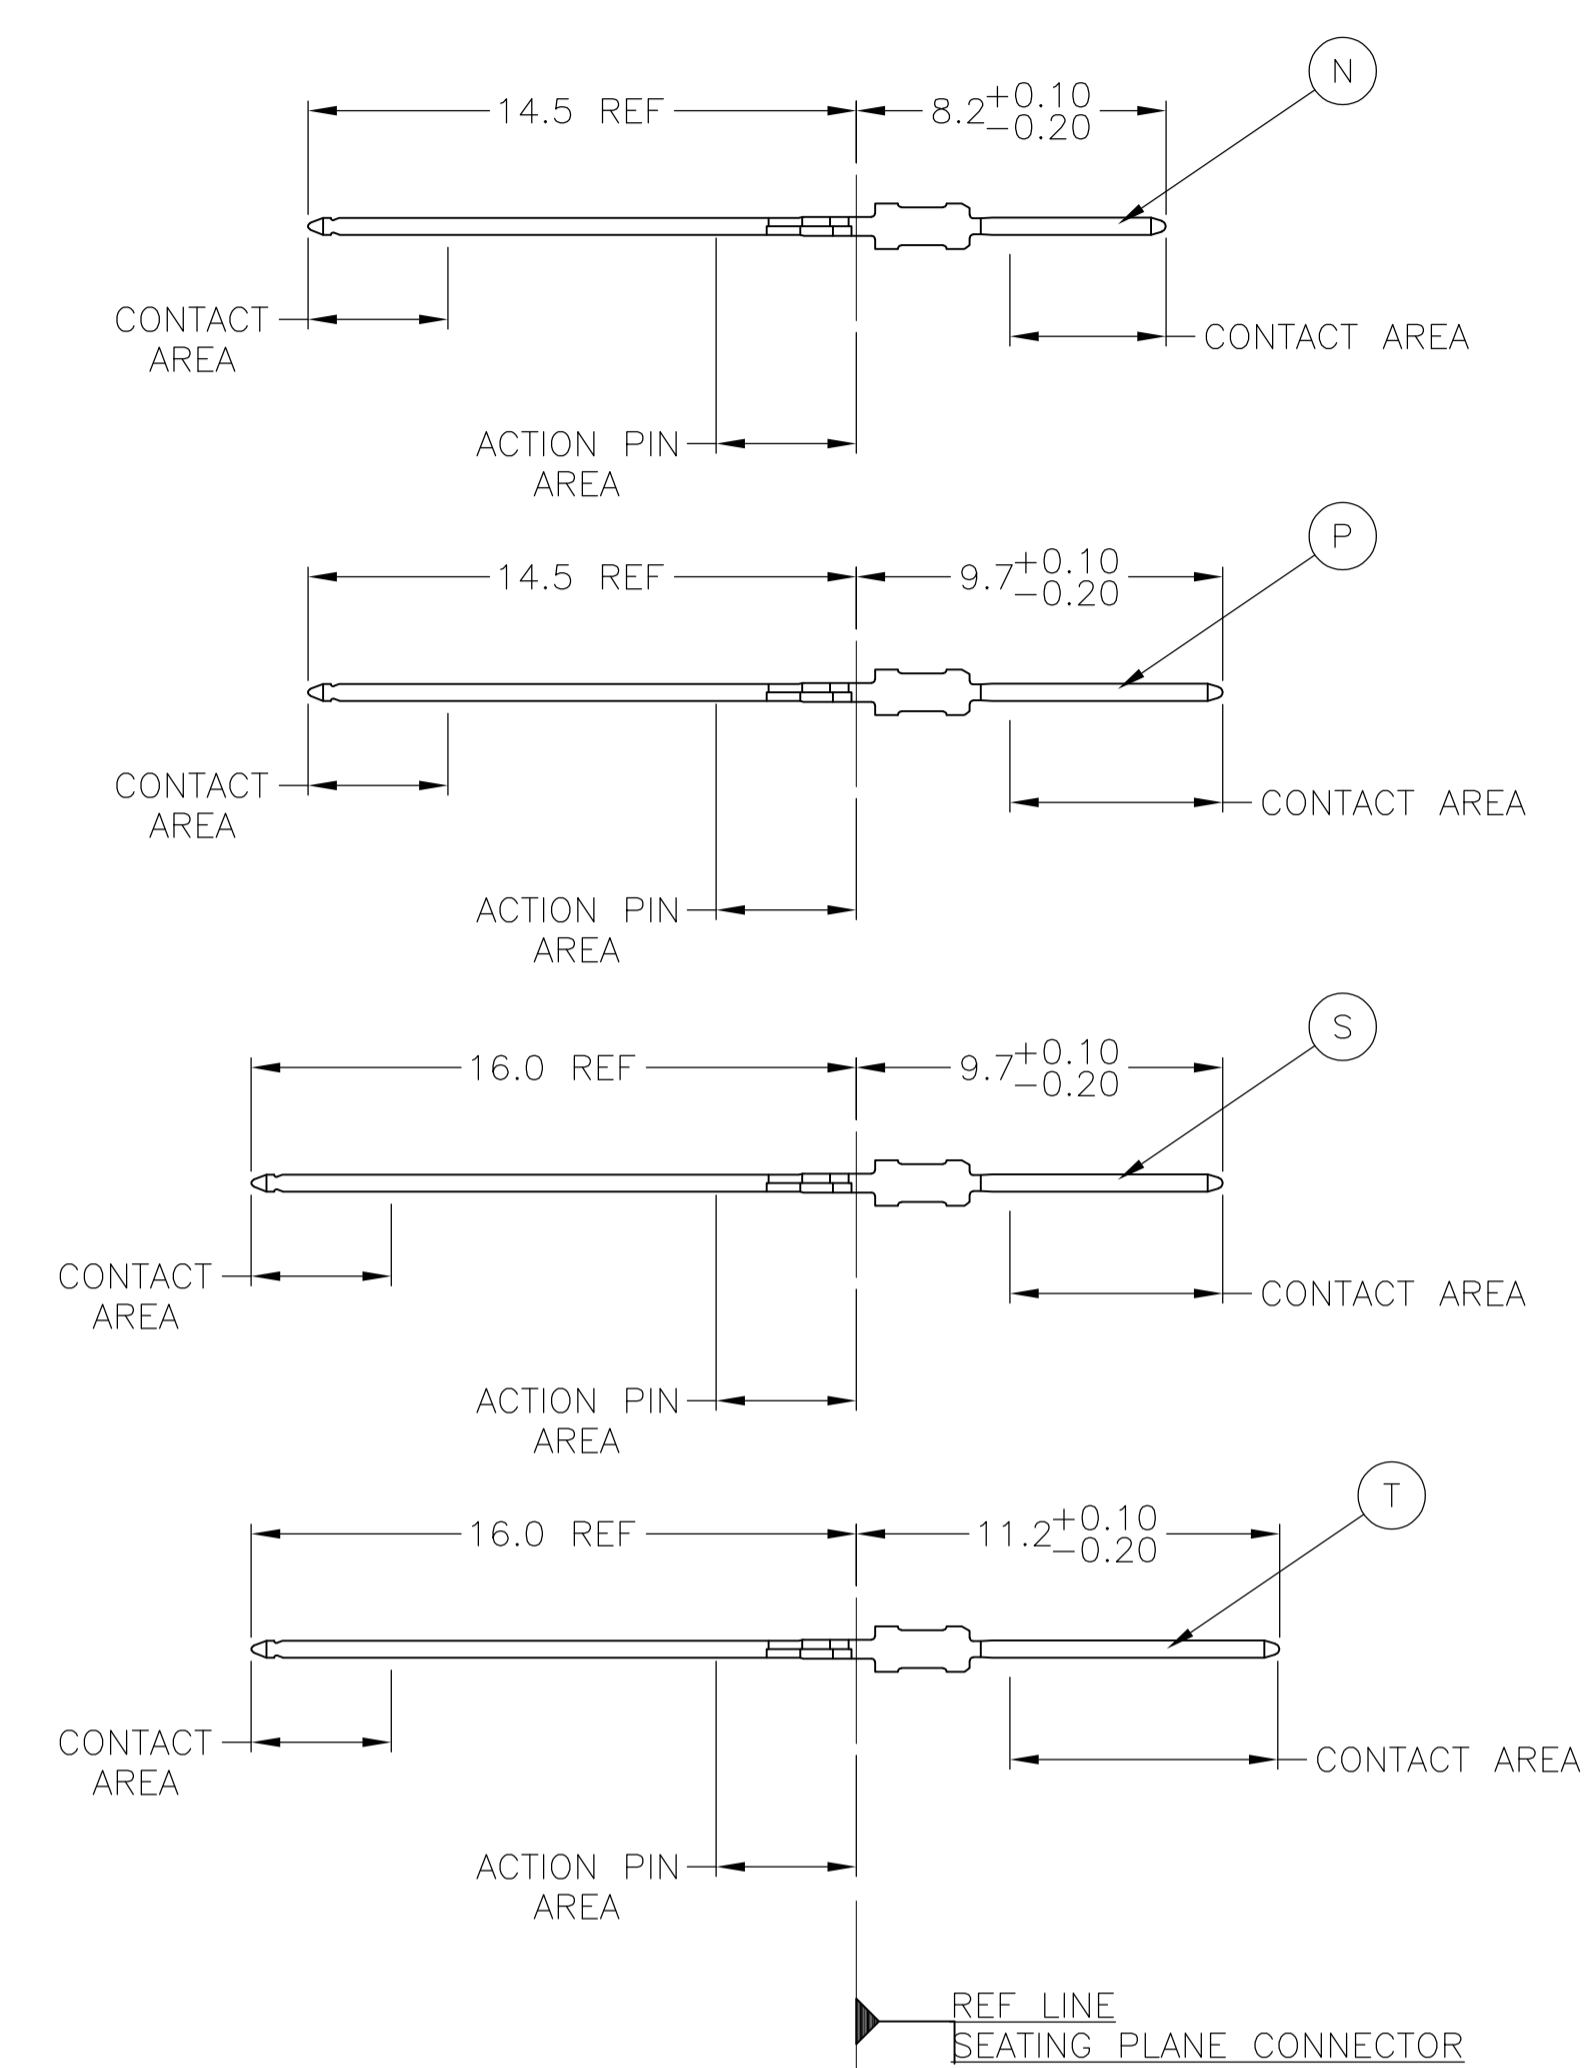 N
14.5 REF
8.2 +0.10
-0.20
CONTACT
AREA
CONTACT AREA
ACTION PIN
AREA
P
14.5 REF
9.7 +0.10
-0.20
CONTACT
AREA
CONTACT AREA
ACTION PIN
AREA
S
16.0 REF
9.7 +0.10
-0.20
CONTACT
AREA
CONTACT AREA
ACTION PIN
AREA
T
16.0 REF
11.2 +0.10
-0.20
CONTACT
AREA
CONTACT AREA
ACTION PIN
AREA
REF LINE
SEATING PLANE CONNECTOR